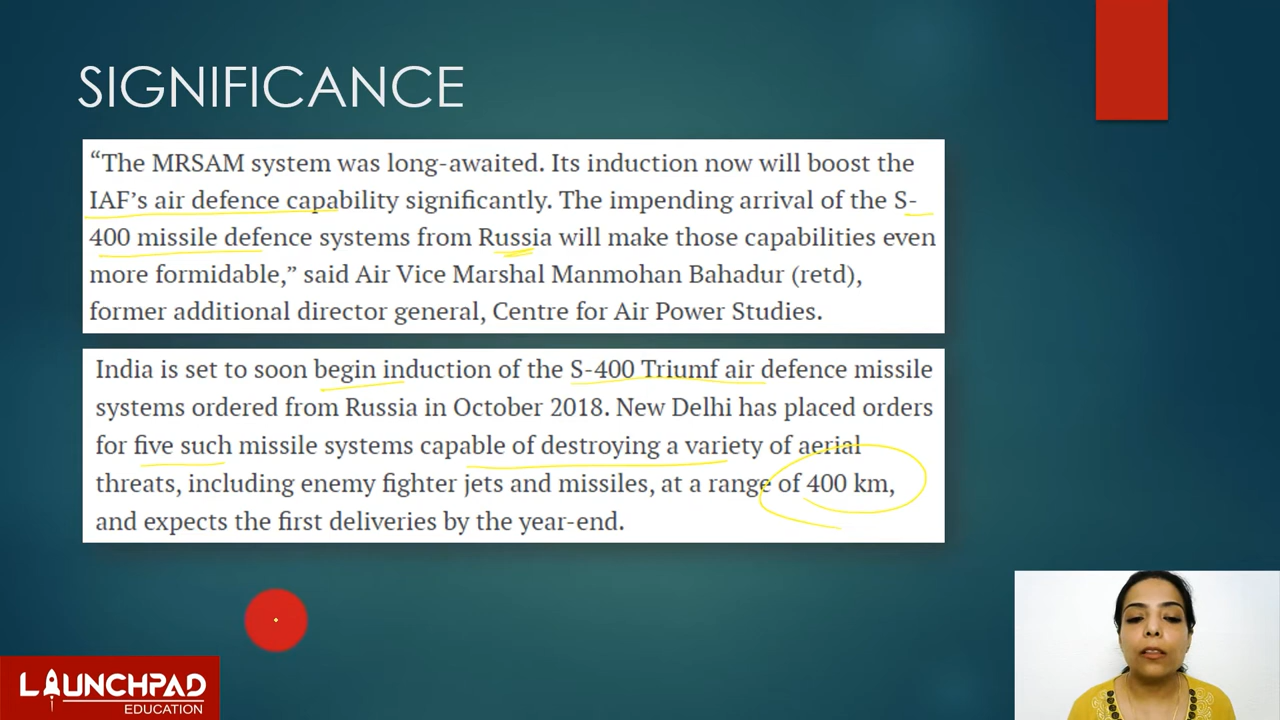 SIGNIFICANCE
“The MRSAM system was long-awaited. Its induction now will boost the
IAF’s air defence capability significantly. The impending arrival of the S-
400 missile defence systems from Russia will make those capabilities even
more formidable,” said Air Vice Marshal Manmohan Bahadur (retd),
former additional director general, Centre for Air Power Studies.
India is set to soon begin induction of the S-400 Triumf air defence missile
systems ordered from Russia in October 2018. New Delhi has placed orders
for five such missile systems capable of destroying a variety of aerial
threats, including enemy fighter jets and missiles, at a range of 400 km,
and expects the first deliveries by the year-end.
LAUNCHPAD
EDUCATION